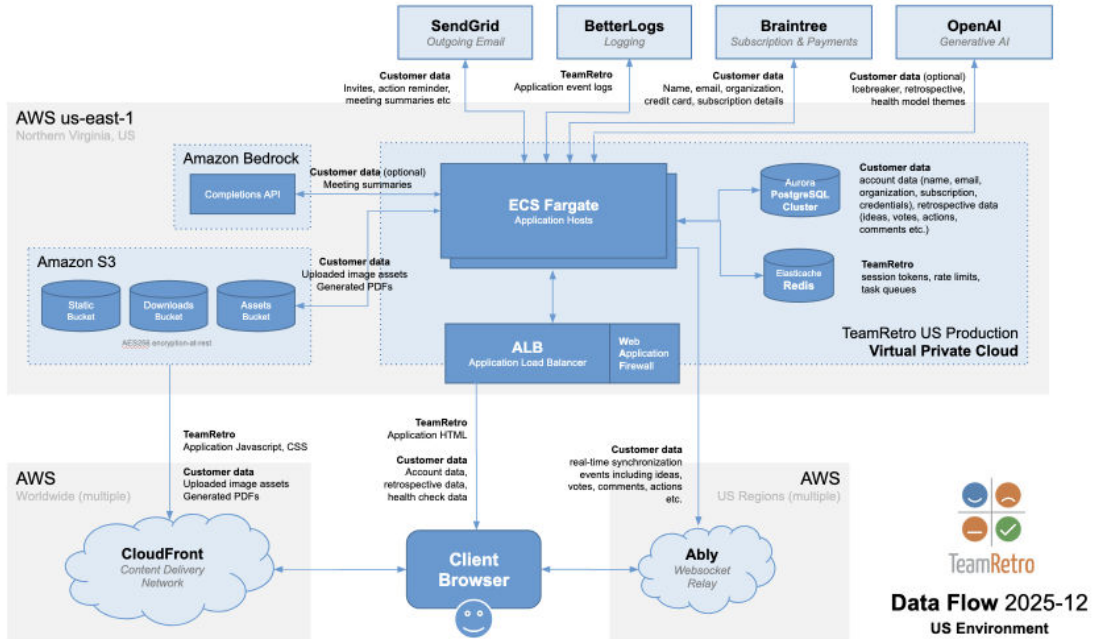 SendGrid
Outgoing Email
BetterLogs
Logging
Braintree
Subscription & Payments
OpenAI
Generative AI
Customer data
Invites, action reminder,
meeting summaries etc
TeamRetro
Application event logs
Customer data
Name, email, organization,
credit card, subscription details
Customer data (optional)
Icebreaker, retrospective,
health model themes
AWS us-east-1
Northern Virginia, US
Amazon Bedrock
Completions API
Customer data (optional)
Meeting summaries
ECS Fargate
Application Hosts
Aurora
PostgreSQL
Cluster
Customer data
account data (name, email,
organization, subscription,
credentials), retrospective data
(ideas, votes, actions,
comments etc.)
Amazon S3
Static
Bucket
Downloads
Bucket
Assets
Bucket
AES256 encryption-at-rest
Customer data
Uploaded image assets
Generated PDFs
Elasticache
Redis
TeamRetro
session tokens, rate limits,
task queues
ALB
Application Load Balancer
Web
Application
Firewall
TeamRetro US Production
Virtual Private Cloud
TeamRetro
Application Javascript, CSS
Customer data
Uploaded image assets
Generated PDFs
TeamRetro
Application HTML
Customer data
Account data,
retrospective data,
health check data
Customer data
real-time synchronization
events including ideas,
votes, comments, actions
etc.
AWS
Worldwide (multiple)
AWS
US Regions (multiple)
CloudFront
Content Delivery
Network
Client
Browser
Ably
Websocket
Relay
TeamRetro
Data Flow 2025-12
US Environment